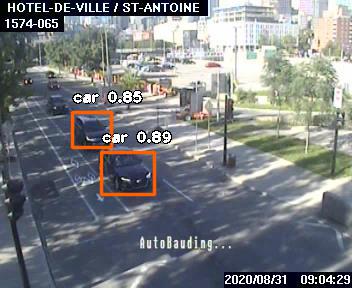 HOTEL-DE-VILLE / ST-ANTOINE
1574-065
car 0.85
car 0.89
AutoBauding...
2020/08/31 09:04:29